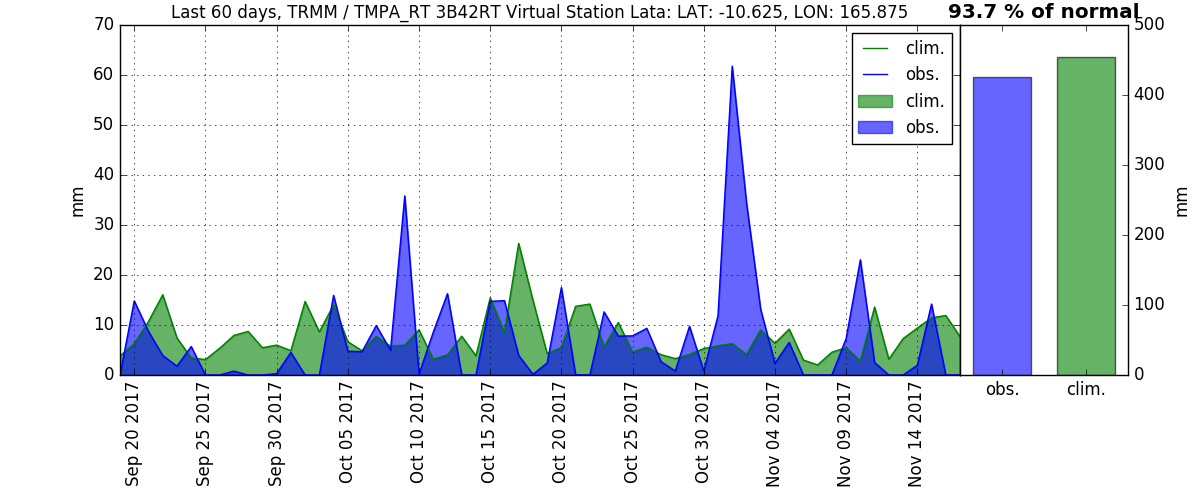 Last 60 days, TRMM / TMPA_RT 3B42RT Virtual Station Lata: LAT: -10.625, LON: 165.875
93.7 % of normal
70
60
50
40
30
20
10
0
mm
clim.
obs.
clim.
obs.
Sep 20 2017
Sep 25 2017
Sep 30 2017
Oct 05 2017
Oct 10 2017
Oct 15 2017
Oct 20 2017
Oct 25 2017
Oct 30 2017
Nov 04 2017
Nov 09 2017
Nov 14 2017
500
400
300
200
100
0
mm
obs.
clim.